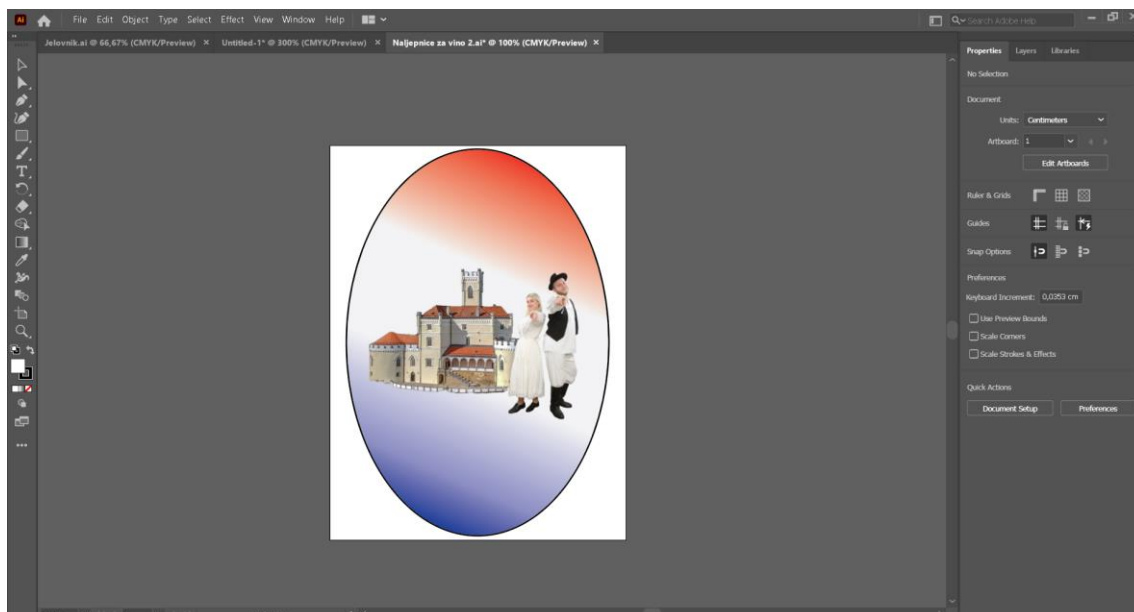 Ai File Edit Object Type Select Effect View Window Help Search Adobe Help
Jelovnik.ai @ 66,67% (CMYK/Preview) × Untitled-1* @ 300% (CMYK/Preview) × Naljepnice za vino 2.ai* @ 100% (CMYK/Preview) ×
Properties Layers Libraries
No Selection
Document
Units: Centimeters
Artboard: 1
Edit Artboards
Ruler & Grids
Guides
Snap Options
Preferences
Keyboard Increment: 0,0353 cm
Use Preview Bounds
Scale Corners
Scale Strokes & Effects
Quick Actions
Document Setup Preferences